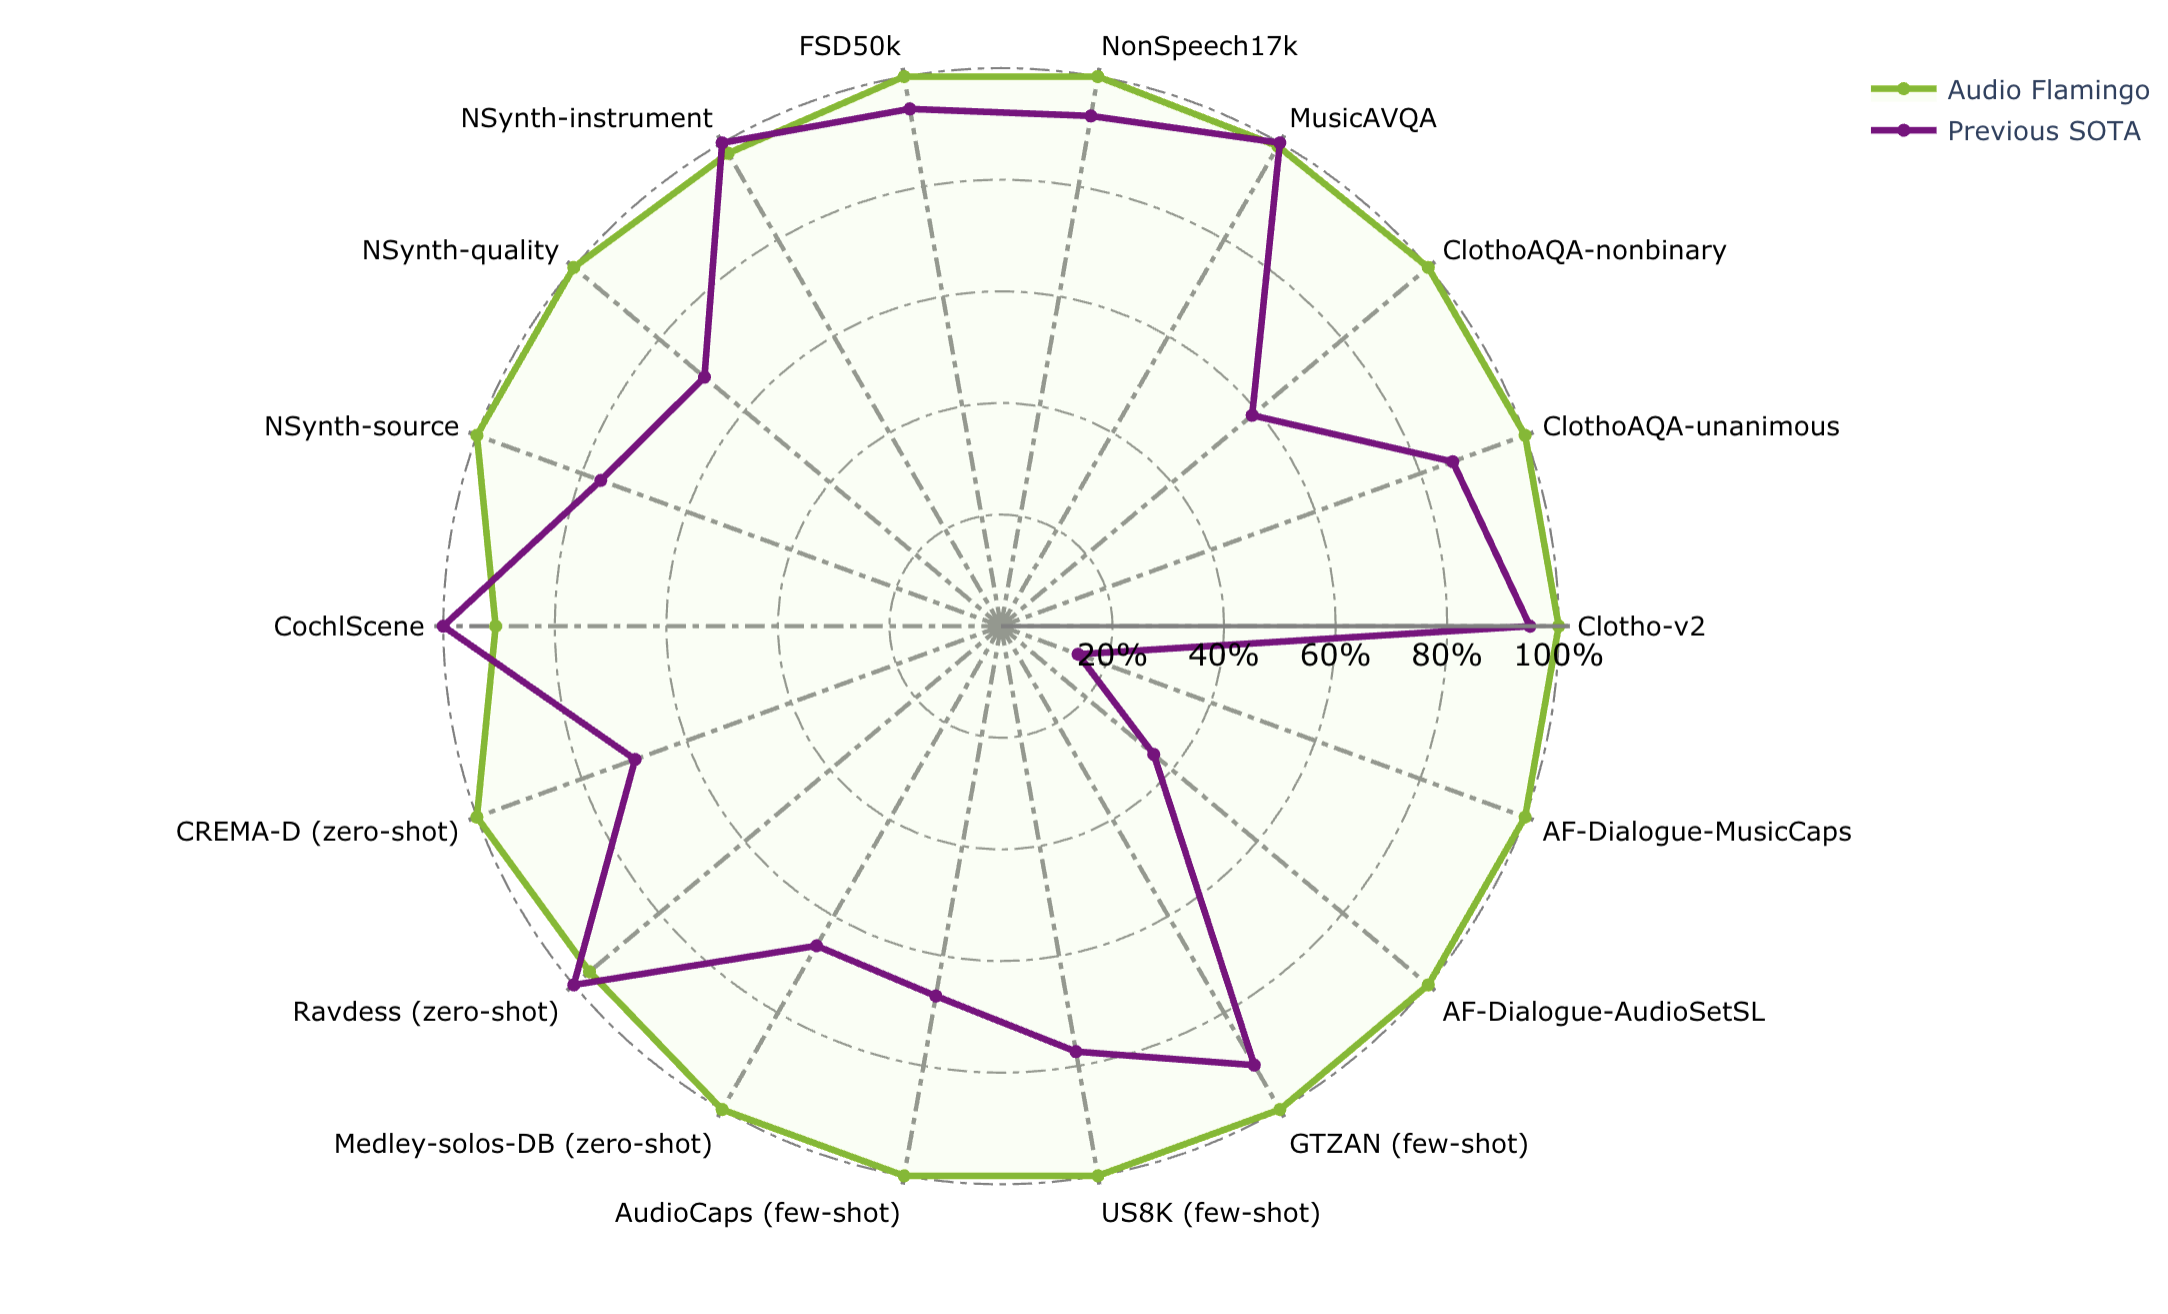 FSD50k
NonSpeech17k
Audio Flamingo
Previous SOTA
NSynth-instrument
MusicAVQA
NSynth-quality
ClothoAQA-nonbinary
NSynth-source
ClothoAQA-unanimous
CochlScene
Clotho-v2
20% 40% 60% 80% 100%
CREMA-D (zero-shot)
AF-Dialogue-MusicCaps
Ravdess (zero-shot)
AF-Dialogue-AudioSetSL
Medley-solos-DB (zero-shot)
GTZAN (few-shot)
AudioCaps (few-shot)
US8K (few-shot)